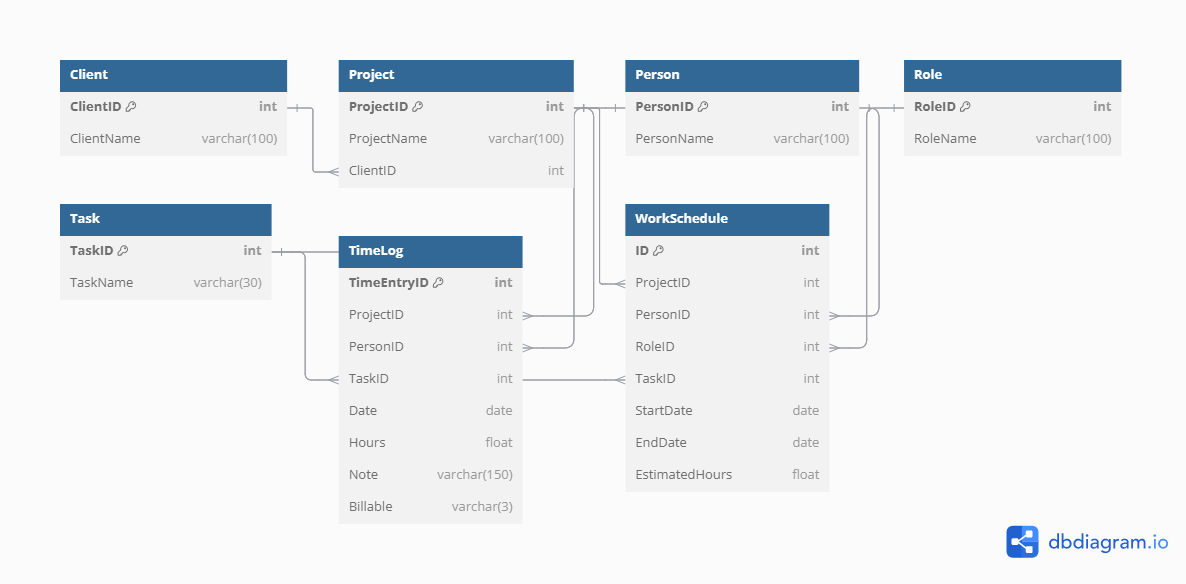 Client
ClientID int
ClientName varchar(100)
Project
ProjectID int
ProjectName varchar(100)
ClientID int
Person
PersonID int
PersonName varchar(100)
Role
RoleID int
RoleName varchar(100)
Task
TaskID int
TaskName varchar(30)
TimeLog
TimeEntryID int
ProjectID int
PersonID int
TaskID int
Date date
Hours float
Note varchar(150)
Billable varchar(3)
WorkSchedule
ID int
ProjectID int
PersonID int
RoleID int
TaskID int
StartDate date
EndDate date
EstimatedHours float
dbdiagram.io